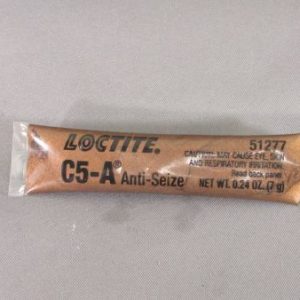 LOCTITE.
51277
CAUTION: MAY CAUSE EYE, SKIN
AND RESPIRATORY IRRITATION.
Read back panel.
C5-A® Anti-Seize
NET WT. 0.24 OZ. (7 g)